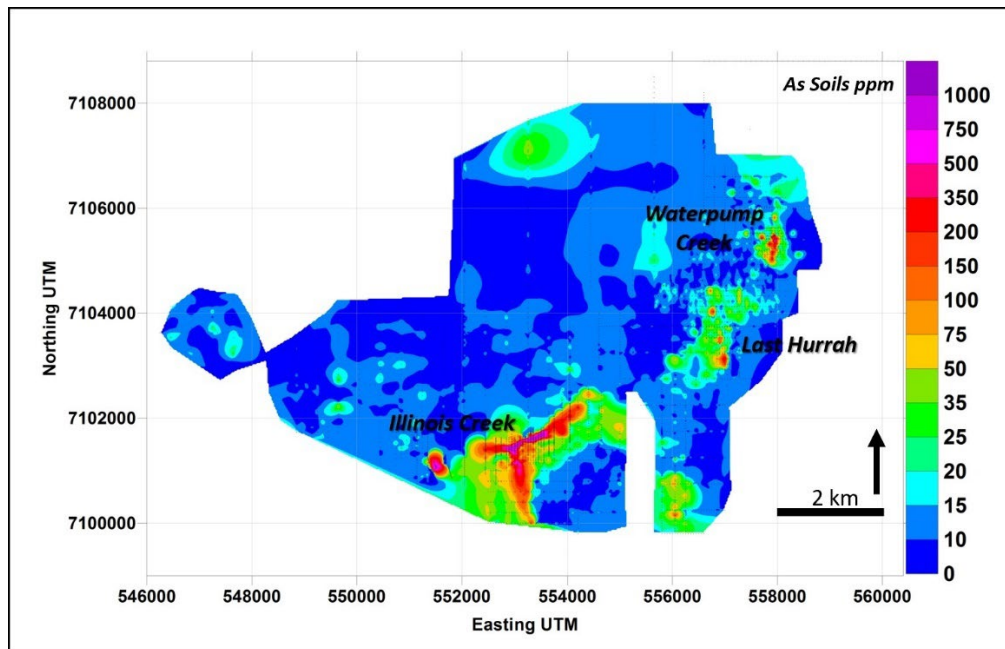 As Soils ppm
7108000
7106000
7104000
7102000
7100000
Northing UTM
Waterpump
Creek
Last Hurrah
Illinois Creek
2 km
1000
750
500
350
200
150
100
75
50
35
25
20
15
10
0
546000 548000 550000 552000 554000 556000 558000 560000
Easting UTM